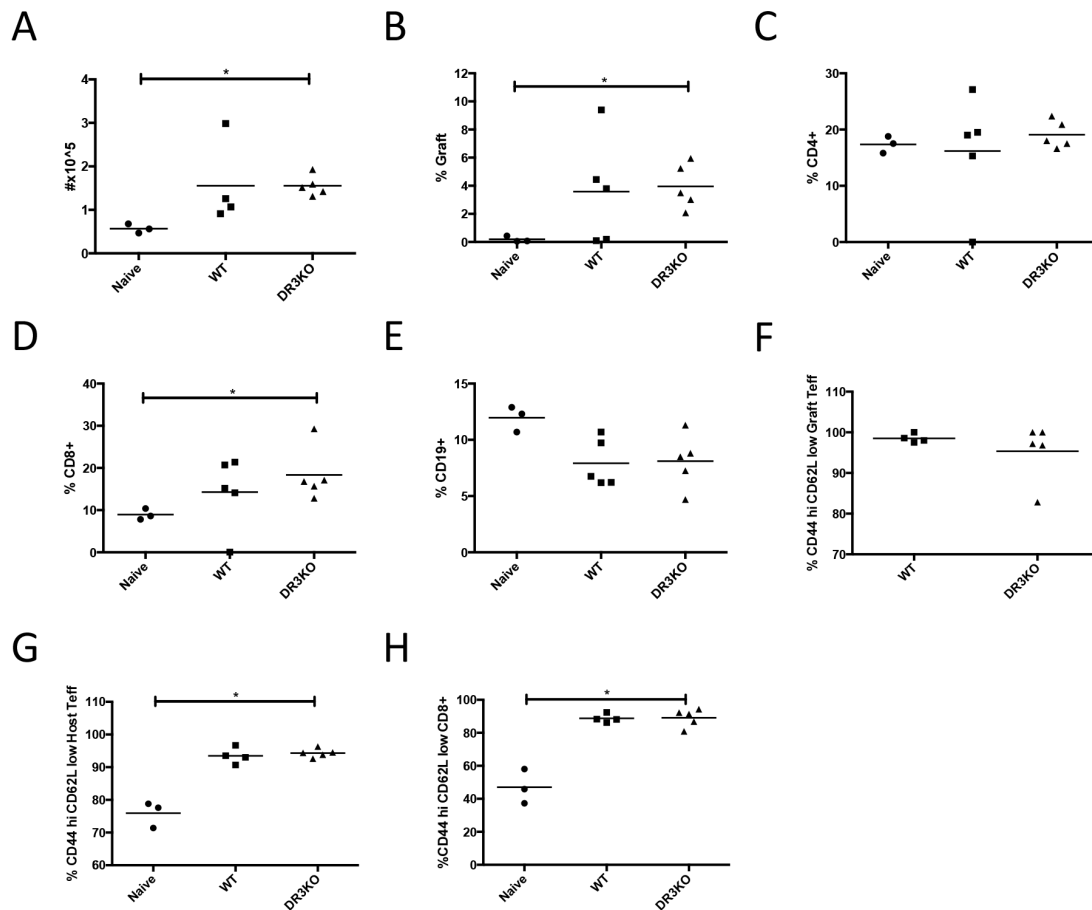 A
B
C
#x10^5
4
3
2
1
0
*
Naive
WT
DR3KO
% Graft
12
10
8
6
4
2
0
*
Naive
WT
DR3KO
% CD4+
30
20
10
0
Naive
WT
DR3KO
D
E
F
% CD8+
40
30
20
10
0
*
Naive
WT
DR3KO
% CD19+
15
10
5
0
Naive
WT
DR3KO
% CD44 hi CD62L low Graft Teff
110
100
90
80
70
WT
DR3KO
G
H
% CD44 hi CD62L low Host Teff
110
100
90
80
70
60
*
Naive
WT
DR3KO
%CD44 hi CD62L low CD8+
100
80
60
40
20
0
*
Naive
WT
DR3KO